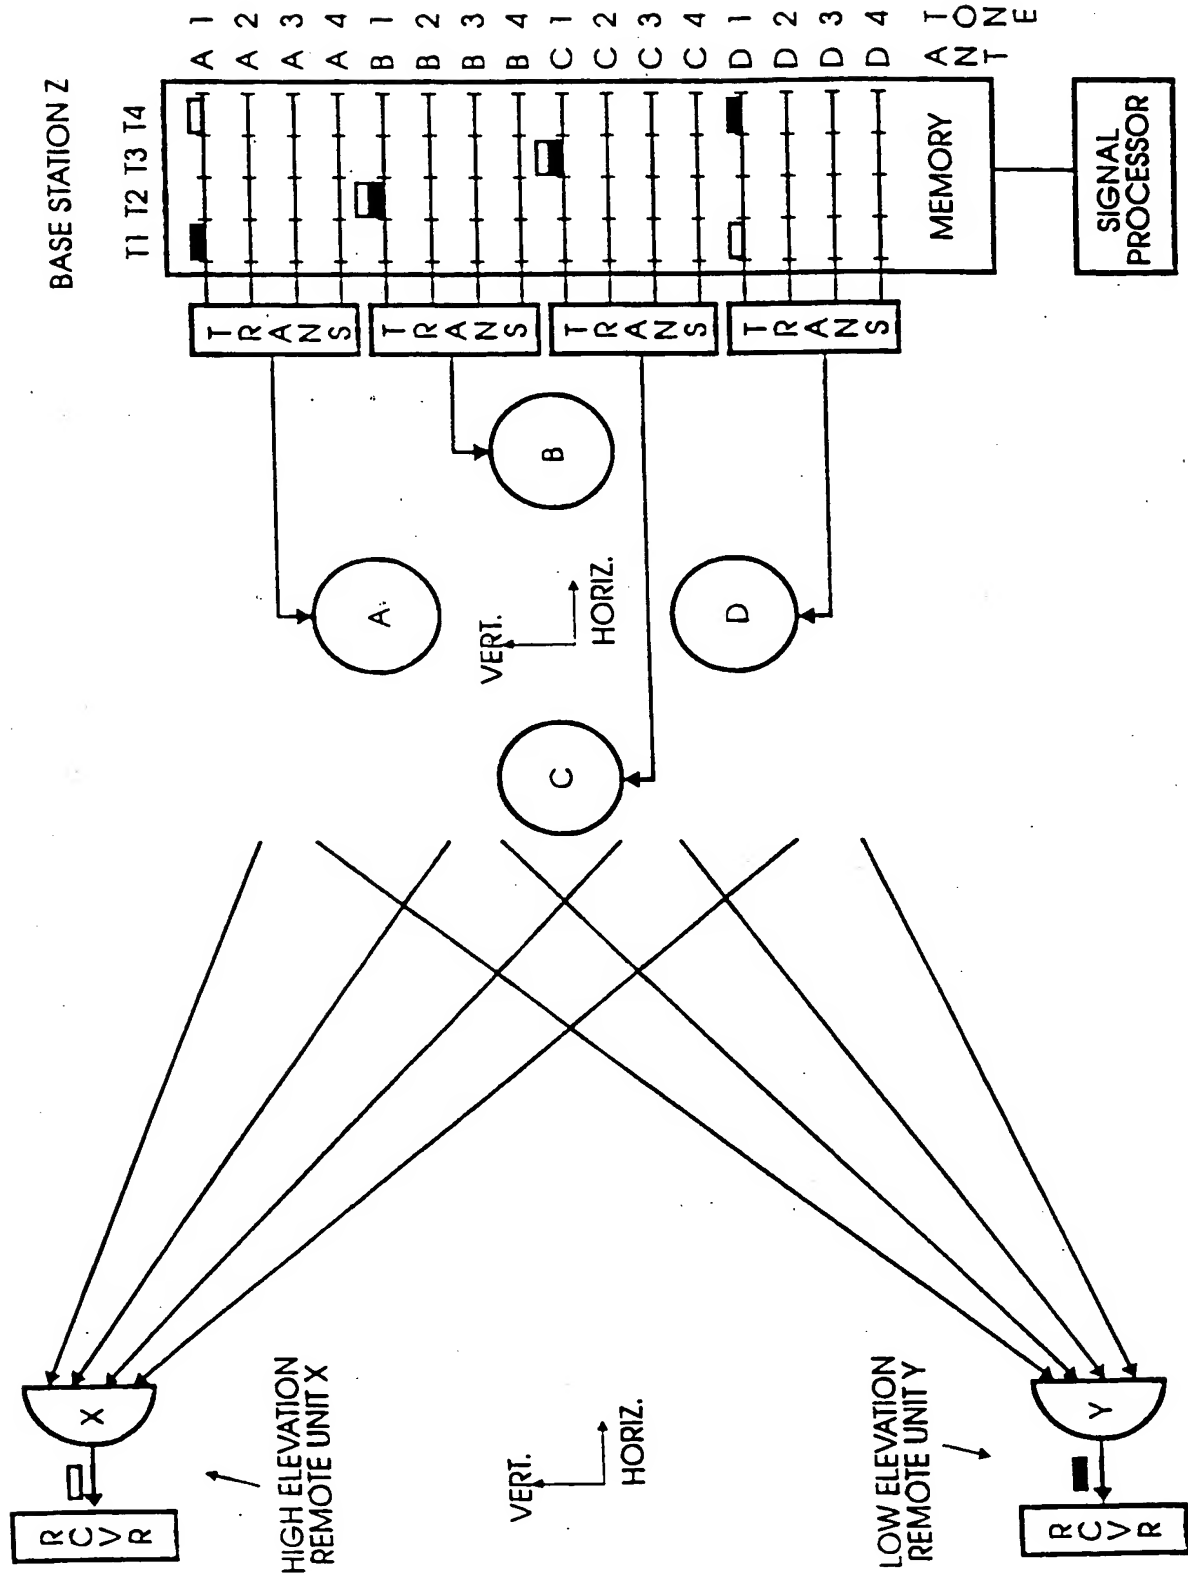 BASE STATION Z
T1 T2 T3 T4
A 1
A 2
A 3
A 4
B 1
B 2
B 3
B 4
C 1
C 2
C 3
C 4
D 1
D 2
D 3
D 4
ANT
TONE
MEMORY
SIGNAL
PROCESSOR
TRANS
TRANS
TRANS
TRANS
A
B
C
D
VERT.
HORIZ.
X
RCVR
HIGH ELEVATION
REMOTE UNIT X
VERT.
HORIZ.
LOW ELEVATION
REMOTE UNIT Y
Y
RCVR